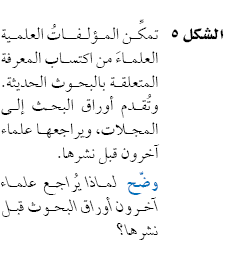 الشكل ٥ تمكِّن المؤلفاتُ العلمية
العلماءَ من اكتساب المعرفة
المتعلقة بالبحوث الحديثة.
وتُقدم أوراق البحث إلى
المجلات، ويراجعها علماء
آخرون قبل نشرها.
وضّح لماذا يُراجع علماء
آخرون أوراق البحوث قبل
نشرها؟